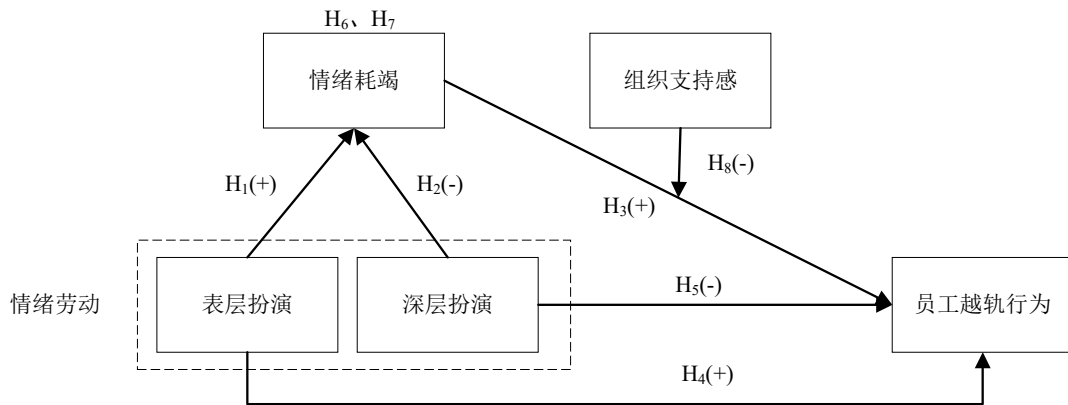 H₆、H₇
情绪耗竭
组织支持感
H₁(+)
H₂(-)
H₈(-)
H₃(+)
情绪劳动
表层扮演
深层扮演
H₅(-)
员工越轨行为
H₄(+)